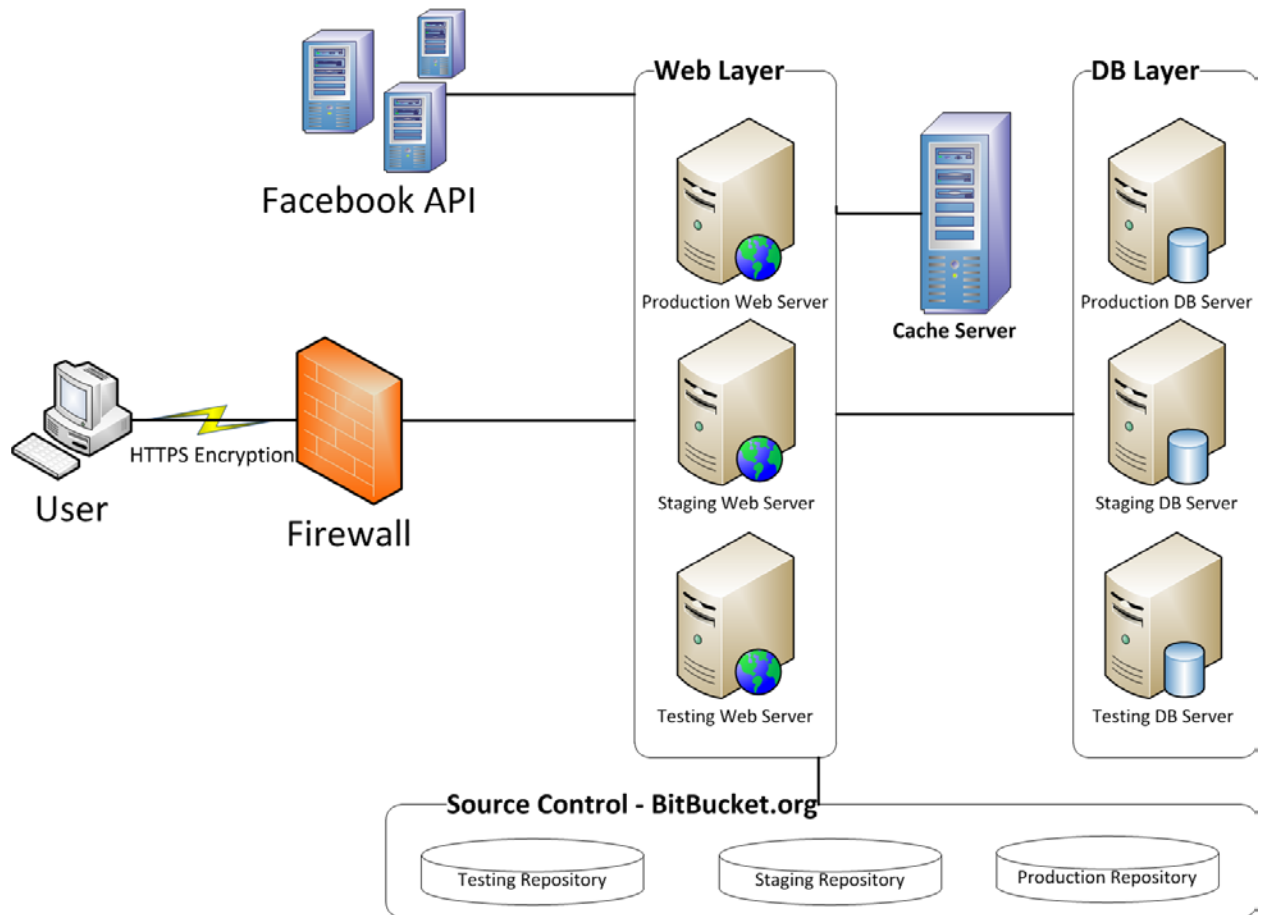 Facebook API
Web Layer
DB Layer
Production Web Server
Cache Server
Production DB Server
User
HTTPS Encryption
Firewall
Staging Web Server
Staging DB Server
Testing Web Server
Testing DB Server
Source Control - BitBucket.org
Testing Repository
Staging Repository
Production Repository